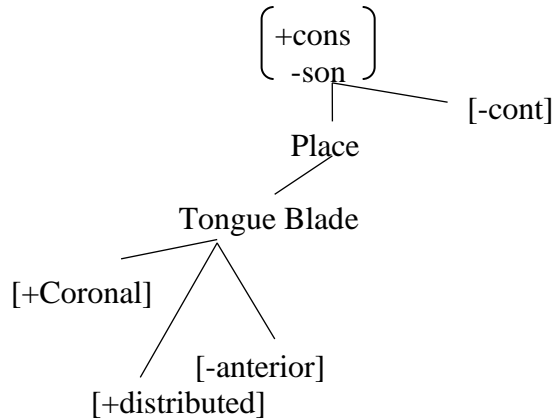 +cons
-son
[-cont]
Place
Tongue Blade
[+Coronal]
[-anterior]
[+distributed]